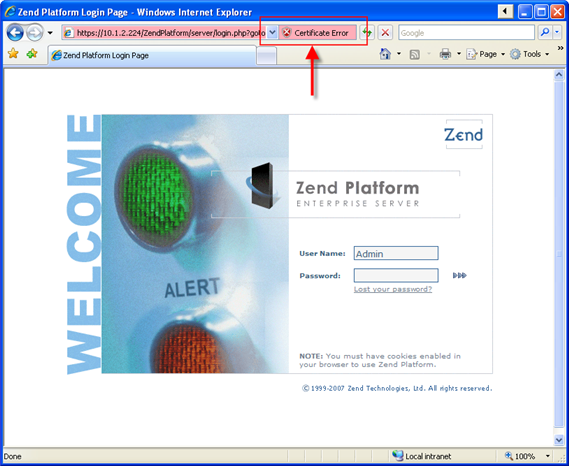 Zend Platform Login Page - Windows Internet Explorer
https://10.1.2.224/ZendPlatform/server/login.php?goto
Certificate Error
Google
Zend Platform Login Page
Page
Tools
WELCOME
ALERT
Zend
Zend Platform
ENTERPRISE SERVER
User Name:
Admin
Password:
Lost your password?
NOTE: You must have cookies enabled in
your browser to use Zend Platform.
©1999-2007 Zend Technologies, Ltd. All rights reserved.
Done
Local intranet
100%